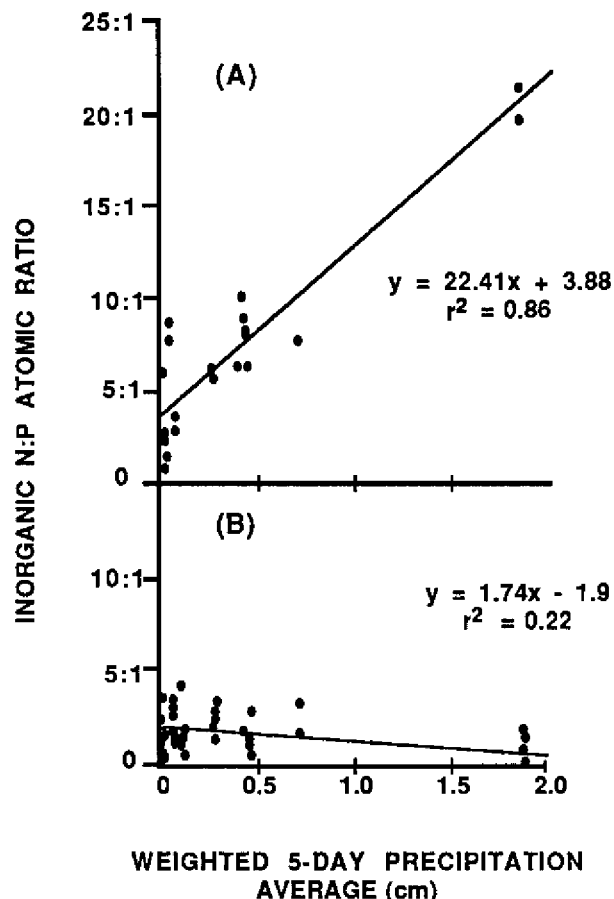 25:1
(A)
20:1
15:1
10:1
5:1
0
y = 22.41x + 3.88
r² = 0.86
INORGANIC N:P ATOMIC RATIO
(B)
10:1
5:1
0
y = 1.74x - 1.9
r² = 0.22
0 0.5 1.0 1.5 2.0
WEIGHTED 5-DAY PRECIPITATION
AVERAGE (cm)